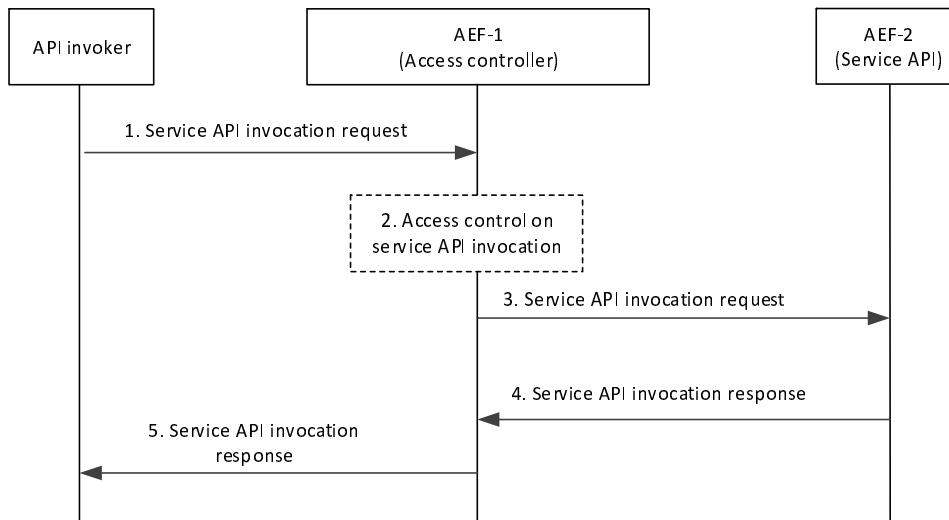 API invoker
AEF-1
(Access controller)
AEF-2
(Service API)
1. Service API invocation request
2. Access control on
service API invocation
3. Service API invocation request
4. Service API invocation response
5. Service API invocation
response